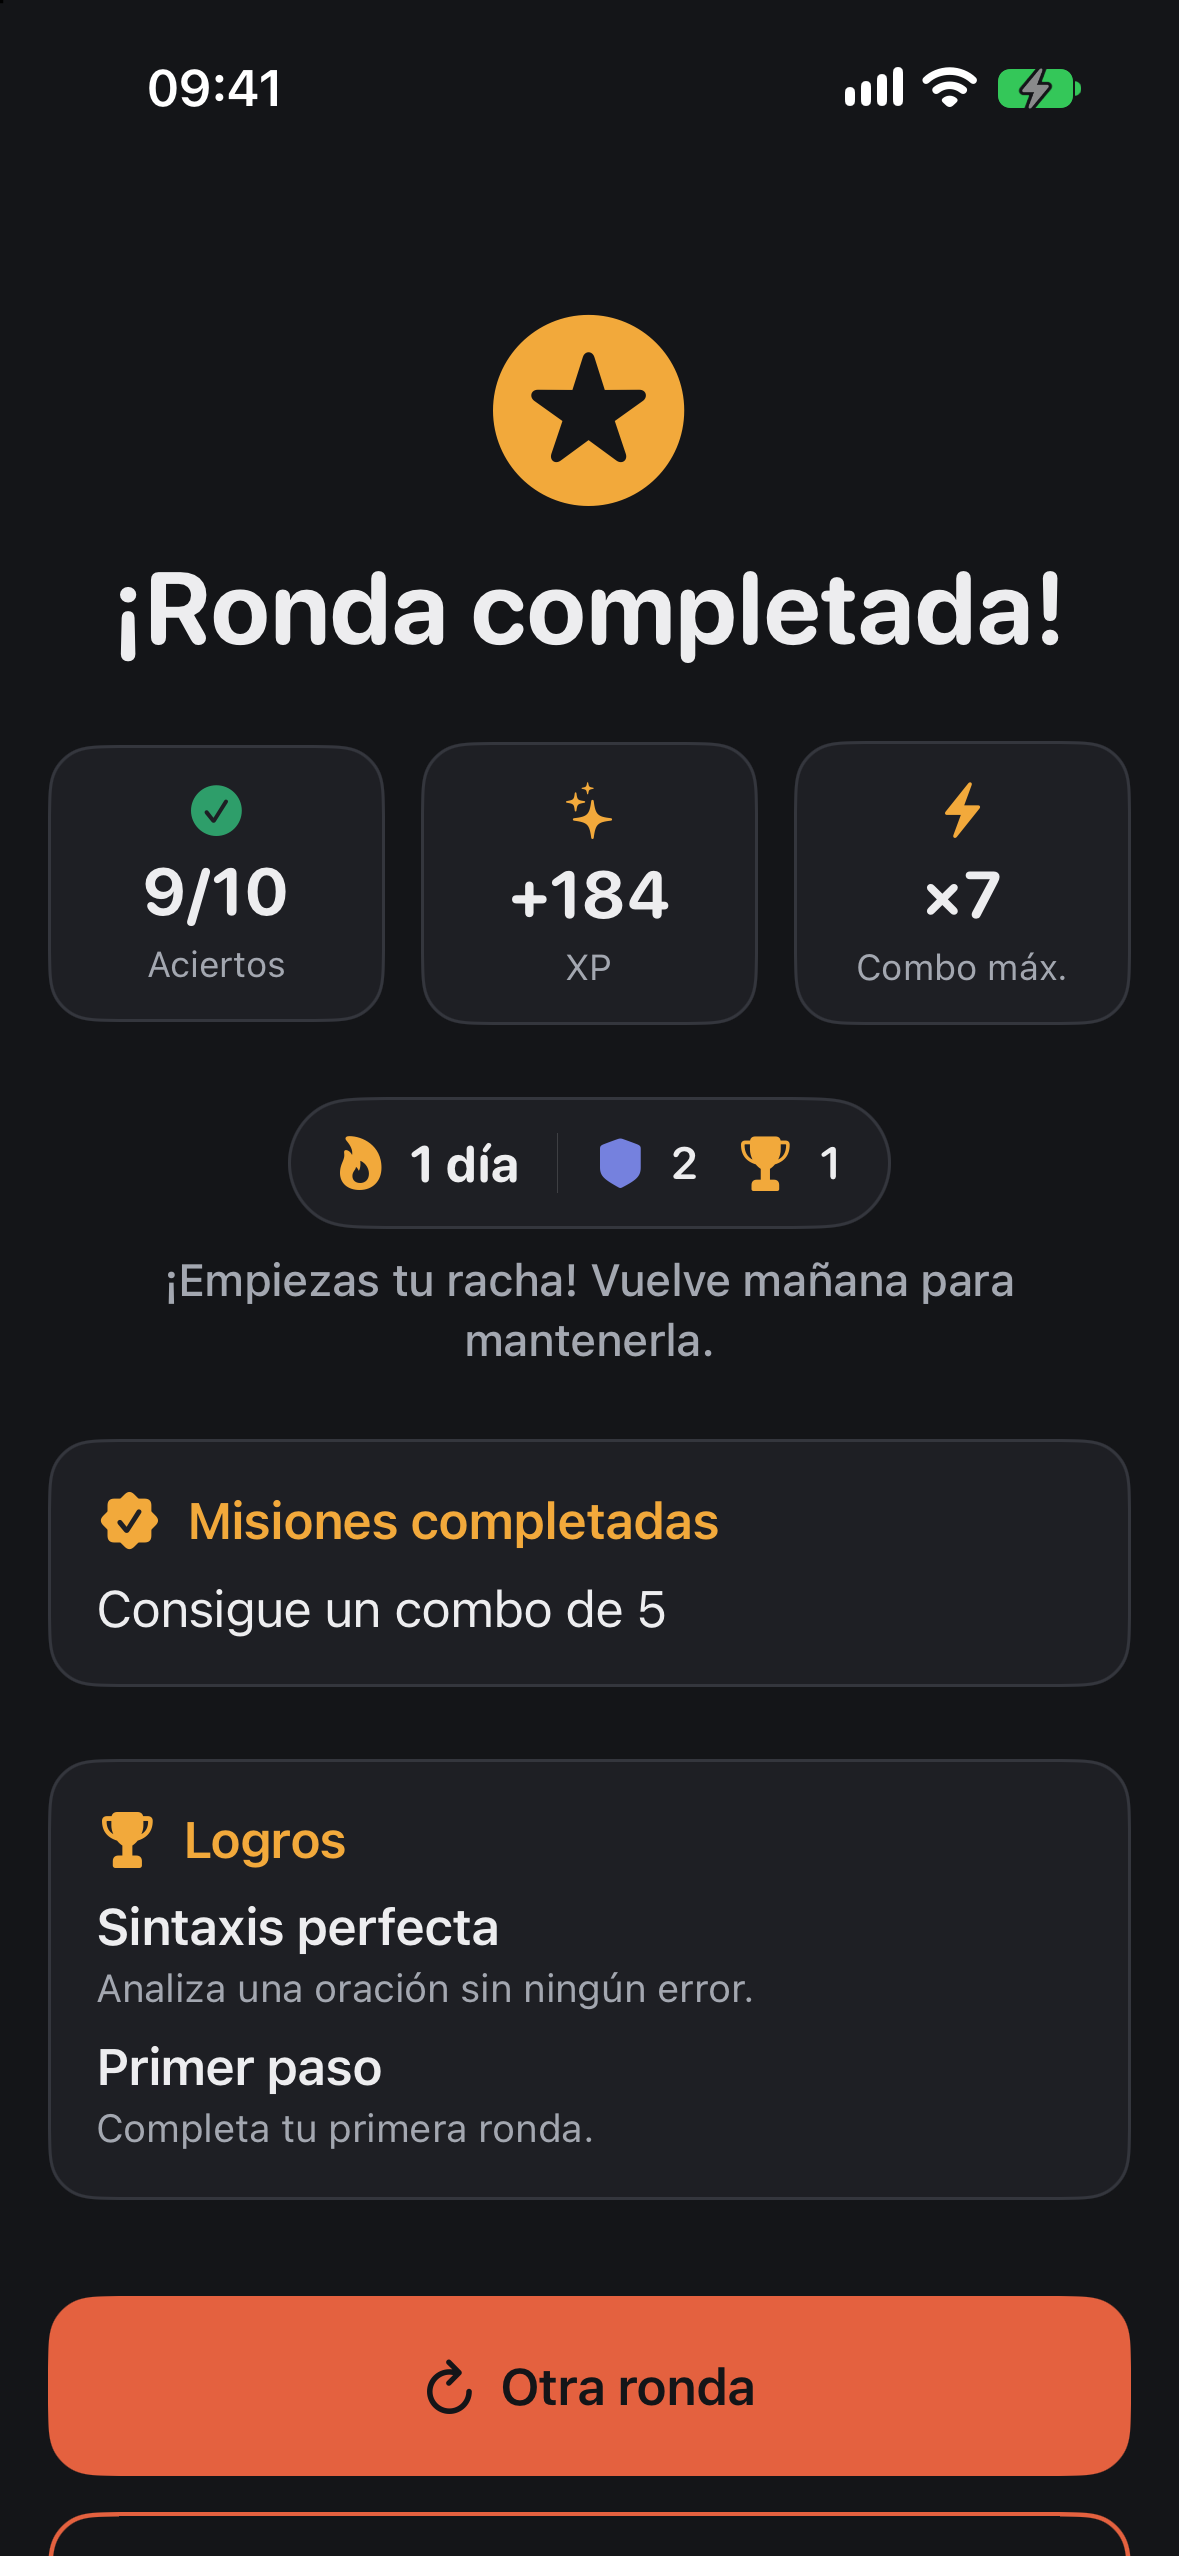 09:41
¡Ronda completada!
9/10
Aciertos
+184
XP
×7
Combo máx.
1 día
2
1
¡Empiezas tu racha! Vuelve mañana para
mantenerla.
Misiones completadas
Consigue un combo de 5
Logros
Sintaxis perfecta
Analiza una oración sin ningún error.
Primer paso
Completa tu primera ronda.
Otra ronda